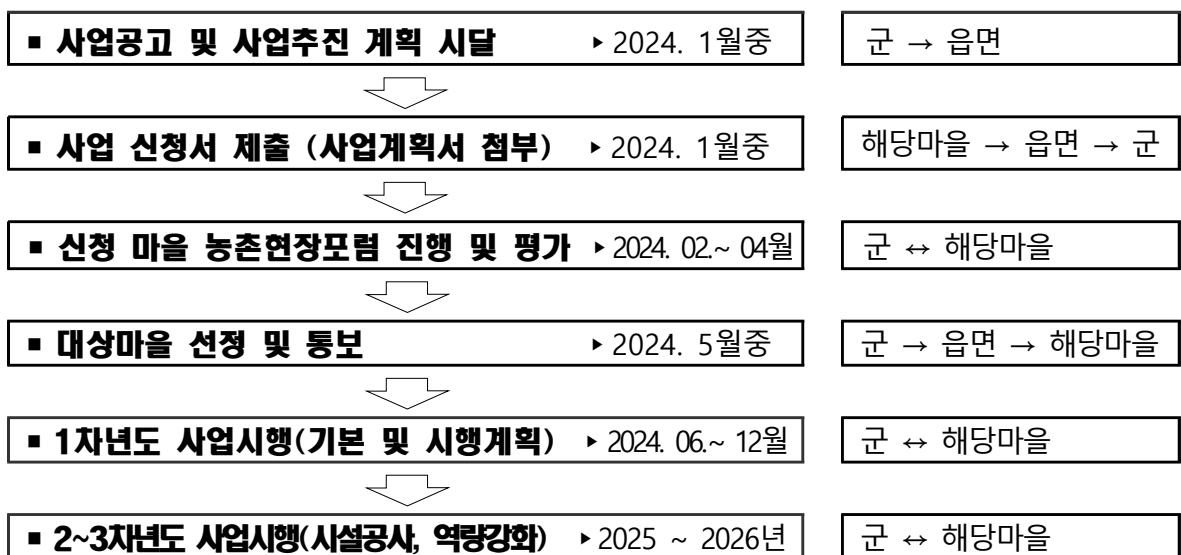 ▪ 사업공고 및 사업추진 계획 시달 ▸ 2024. 1월중 군 → 읍면
▪ 사업 신청서 제출 (사업계획서 첨부) ▸ 2024. 1월중 해당마을 → 읍면 → 군
▪ 신청 마을 농촌현장포럼 진행 및 평가 ▸ 2024. 02.~ 04월 군 ↔ 해당마을
▪ 대상마을 선정 및 통보 ▸ 2024. 5월중 군 → 읍면 → 해당마을
▪ 1차년도 사업시행(기본 및 시행계획) ▸ 2024. 06.~ 12월 군 ↔ 해당마을
▪ 2~3차년도 사업시행(시설공사, 역량강화) ▸ 2025 ~ 2026년 군 ↔ 해당마을